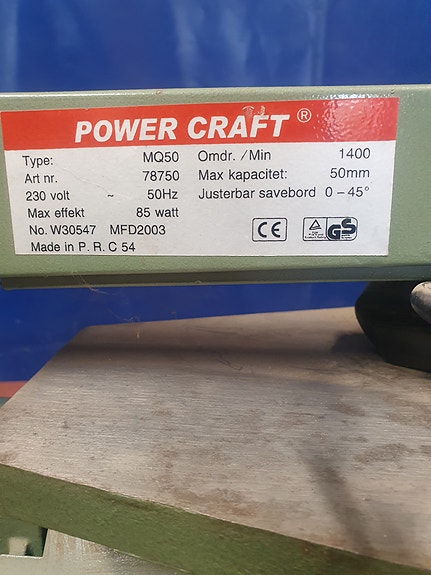 POWER CRAFT ®
Type: MQ50
Art nr. 78750
230 volt ~ 50Hz
Max effekt 85 watt
No. W30547 MFD2003
Made in P. R. C 54
Omdr. / Min 1400
Max kapacitet: 50mm
Justerbar savebord 0 – 45°
CE
GS